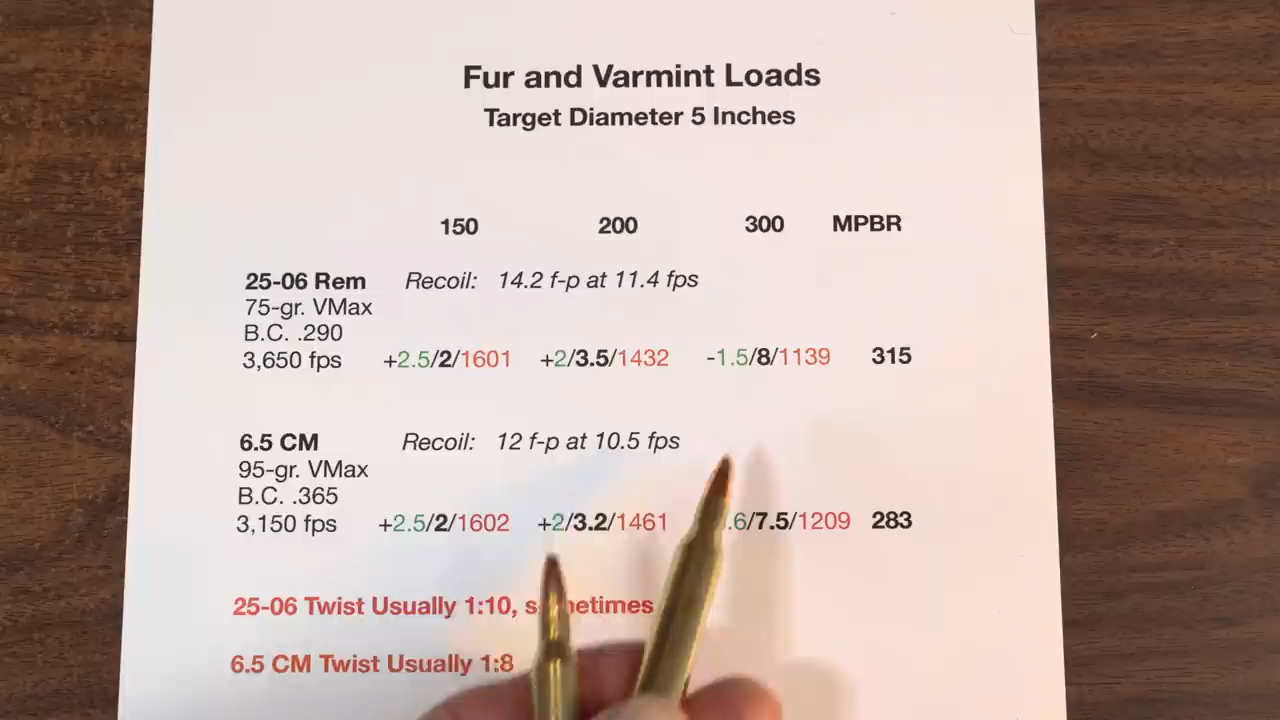 Fur and Varmint Loads
Target Diameter 5 Inches
150 200 300 MPBR
25-06 Rem Recoil: 14.2 f-p at 11.4 fps
75-gr. VMax
B.C. .290
3,650 fps +2.5/2/1601 +2/3.5/1432 -1.5/8/1139 315
6.5 CM Recoil: 12 f-p at 10.5 fps
95-gr. VMax
B.C. .365
3,150 fps +2.5/2/1602 +2/3.2/1461 .6/7.5/1209 283
25-06 Twist Usually 1:10,
6.5 CM Twist Usually 1:8